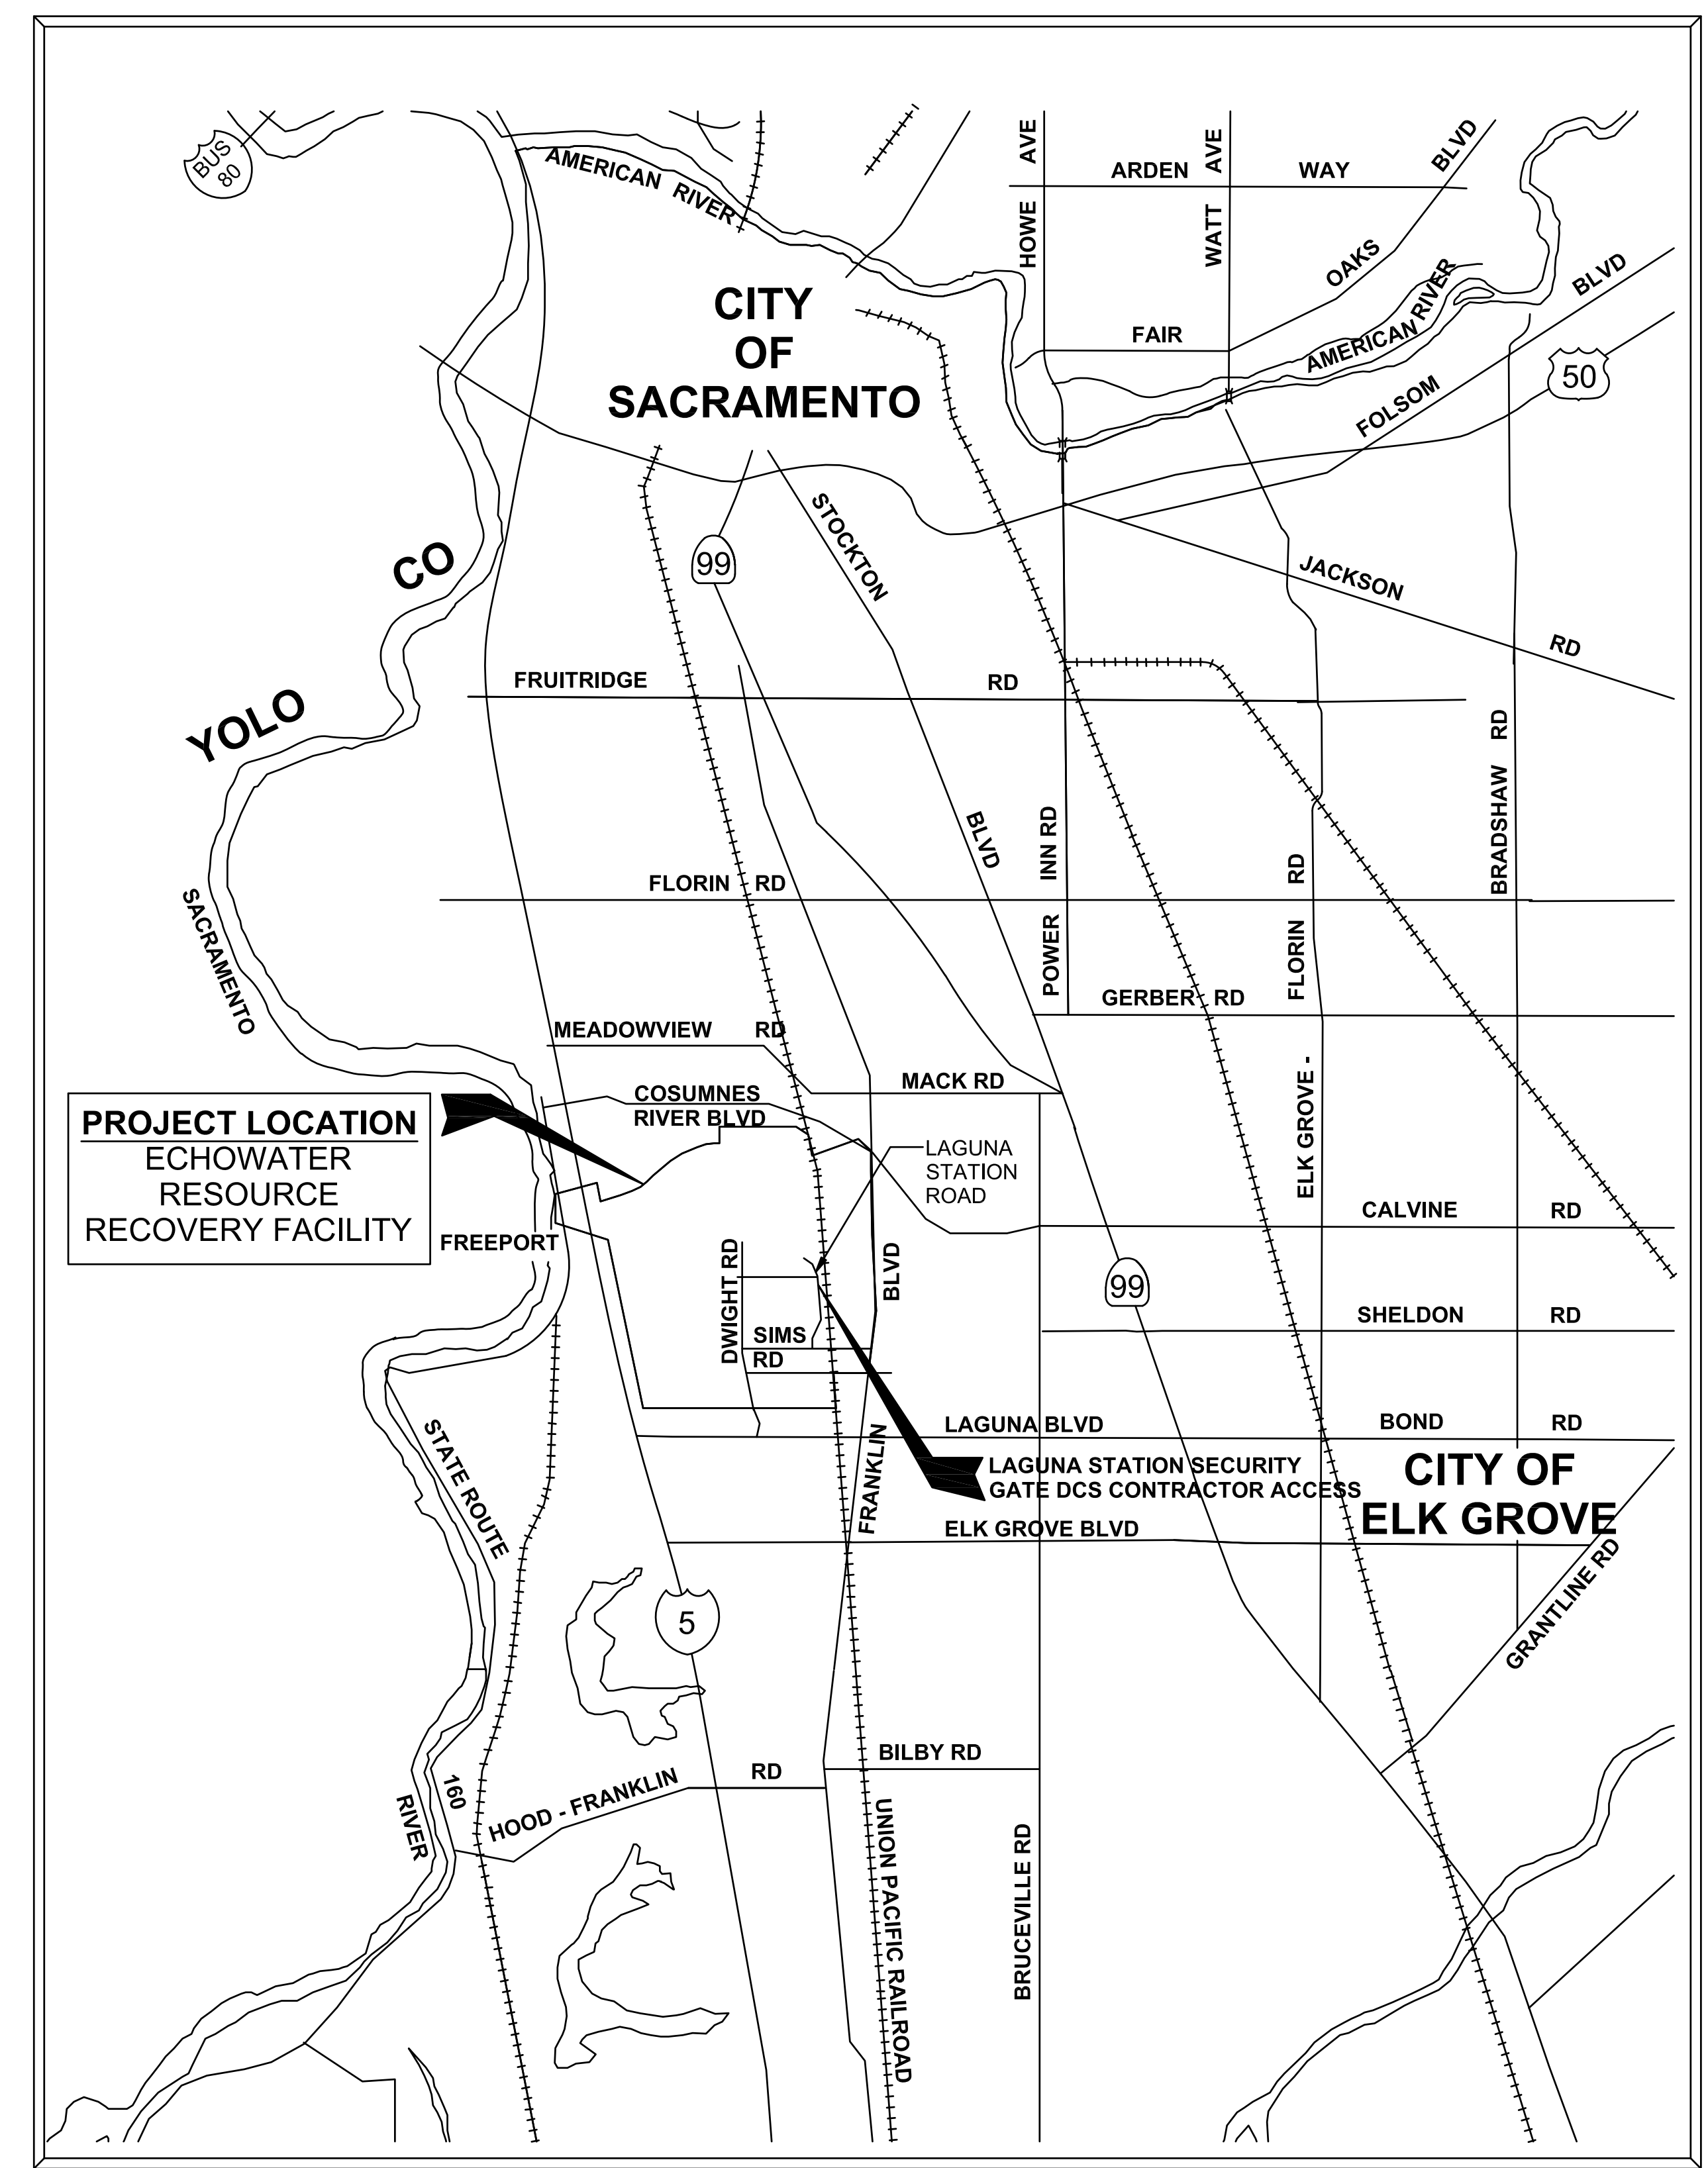 BUS
80
AMERICAN RIVER
HOWE AVE
WATT AVE
ARDEN WAY
FAIR OAKS BLVD
AMERICAN RIVER
FOLSOM BLVD
50
CITY
OF
SACRAMENTO
YOLO CO
99
STOCKTON BLVD
JACKSON RD
FRUITRIDGE RD
BRADSHAW RD
POWER INN RD
FLORIN RD
ELK GROVE - FLORIN RD
SACRAMENTO RIVER
GERBER RD
MEADOWVIEW RD
MACK RD
COSUMNES
RIVER BLVD
PROJECT LOCATION
ECHOWATER
RESOURCE
RECOVERY FACILITY
LAGUNA
STATION
ROAD
FREEPORT
CALVINE RD
DWIGHT RD
FRANKLIN BLVD
99
SIMS
RD
SHELDON RD
STATE ROUTE 160
LAGUNA BLVD
BOND RD
LAGUNA STATION SECURITY
GATE DCS CONTRACTOR ACCESS
CITY OF
ELK GROVE
ELK GROVE BLVD
GRANTLINE RD
5
BILBY RD
HOOD - FRANKLIN RD
UNION PACIFIC RAILROAD
BRUCEVILLE RD